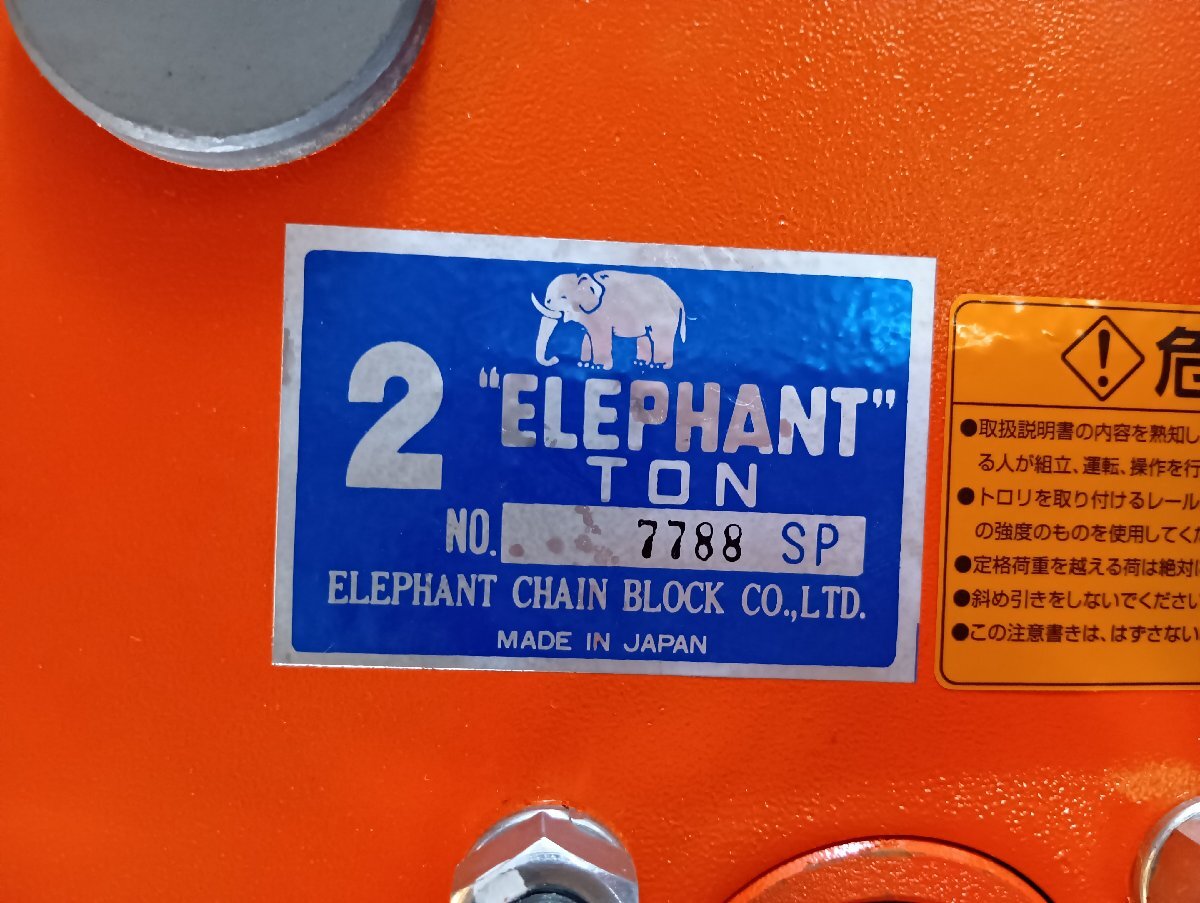 2 "ELEPHANT"
TON
NO. 7788 SP
ELEPHANT CHAIN BLOCK CO.,LTD.
MADE IN JAPAN
危
●取扱説明書の内容を熟知し
る人が組立、運転、操作を行
●トロリを取り付けるレール
の強度のものを使用してくだ
●定格荷重を越える荷は絶対に
●斜め引きをしないでください
●この注意書きは、はずさない